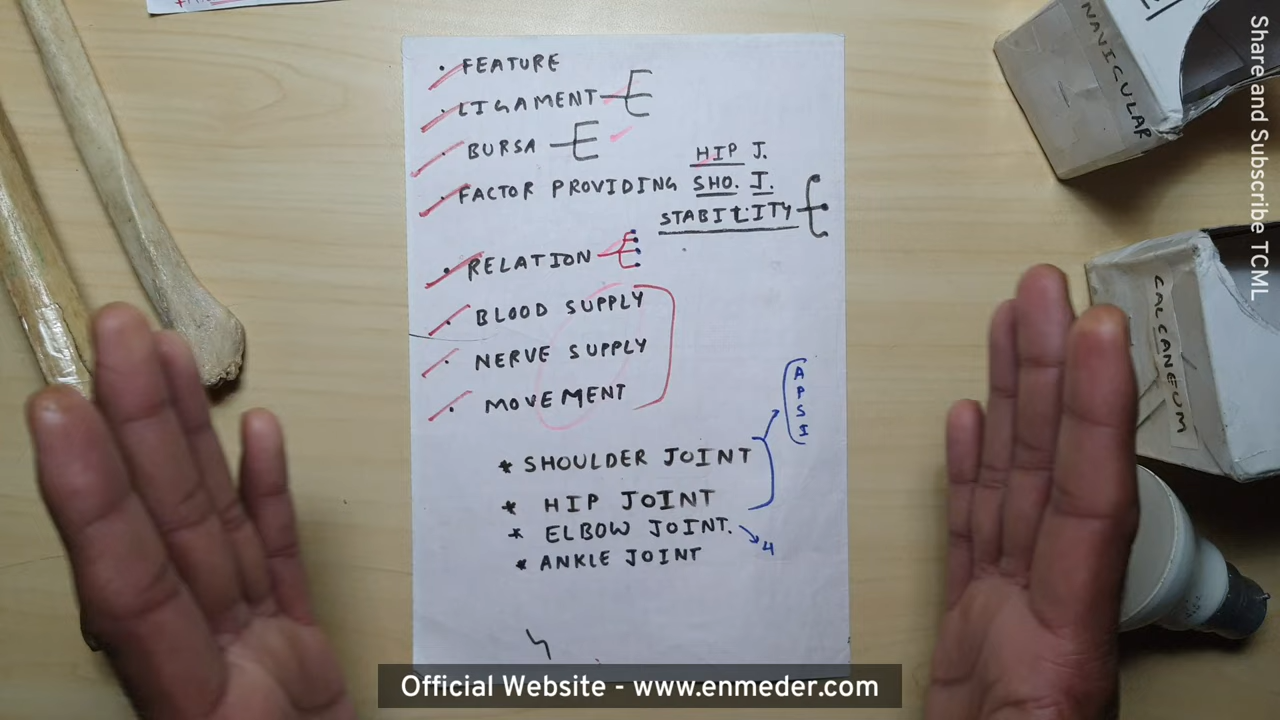 • FEATURE
• LIGAMENT
• BURSA
HIP J.
• FACTOR PROVIDING SHO. J.
STABILITY
• RELATION
• BLOOD SUPPLY
• NERVE SUPPLY
• MOVEMENT
A
P
S
I
* SHOULDER JOINT
* HIP JOINT
* ELBOW JOINT. 4
* ANKLE JOINT
NAVICULAR
CALCANEUM
Share and Subscribe TCML
Official Website - www.enmeder.com